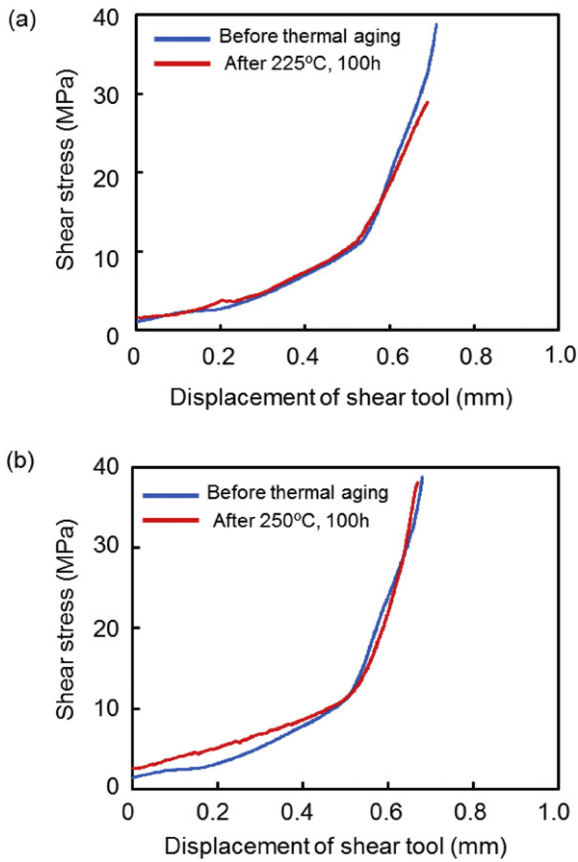 (a)
40
Before thermal aging
After 225ºC, 100h
30
20
10
0
Shear stress (MPa)
0 0.2 0.4 0.6 0.8 1.0
Displacement of shear tool (mm)
(b)
40
Before thermal aging
After 250ºC, 100h
30
20
10
0
Shear stress (MPa)
0 0.2 0.4 0.6 0.8 1.0
Displacement of shear tool (mm)